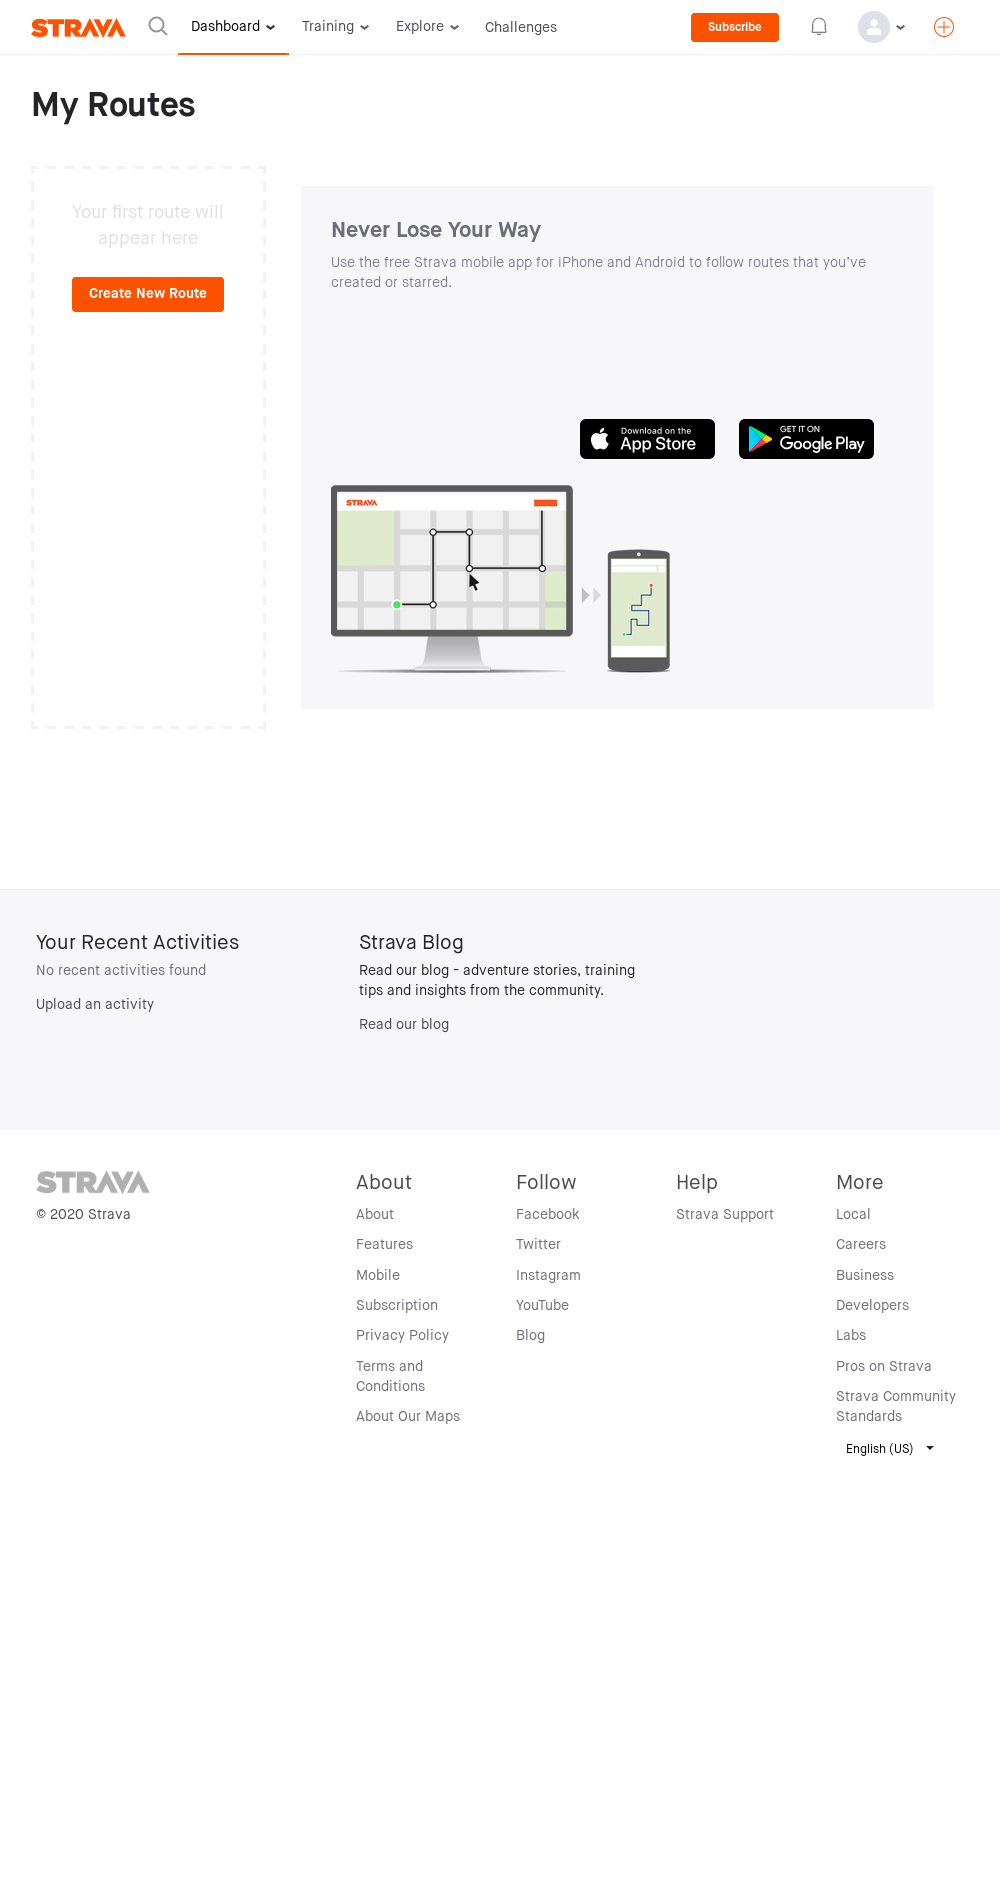 STRAVA
Dashboard
Training
Explore
Challenges
Subscribe
My Routes
Your first route will
appear here
Create New Route
Never Lose Your Way
Use the free Strava mobile app for iPhone and Android to follow routes that you’ve
created or starred.
Download on the
App Store
GET IT ON
Google Play
STRAVA
Your Recent Activities
No recent activities found
Upload an activity
Strava Blog
Read our blog - adventure stories, training
tips and insights from the community.
Read our blog
STRAVA
© 2020 Strava
About
About
Features
Mobile
Subscription
Privacy Policy
Terms and
Conditions
About Our Maps
Follow
Facebook
Twitter
Instagram
YouTube
Blog
Help
Strava Support
More
Local
Careers
Business
Developers
Labs
Pros on Strava
Strava Community
Standards
English (US)